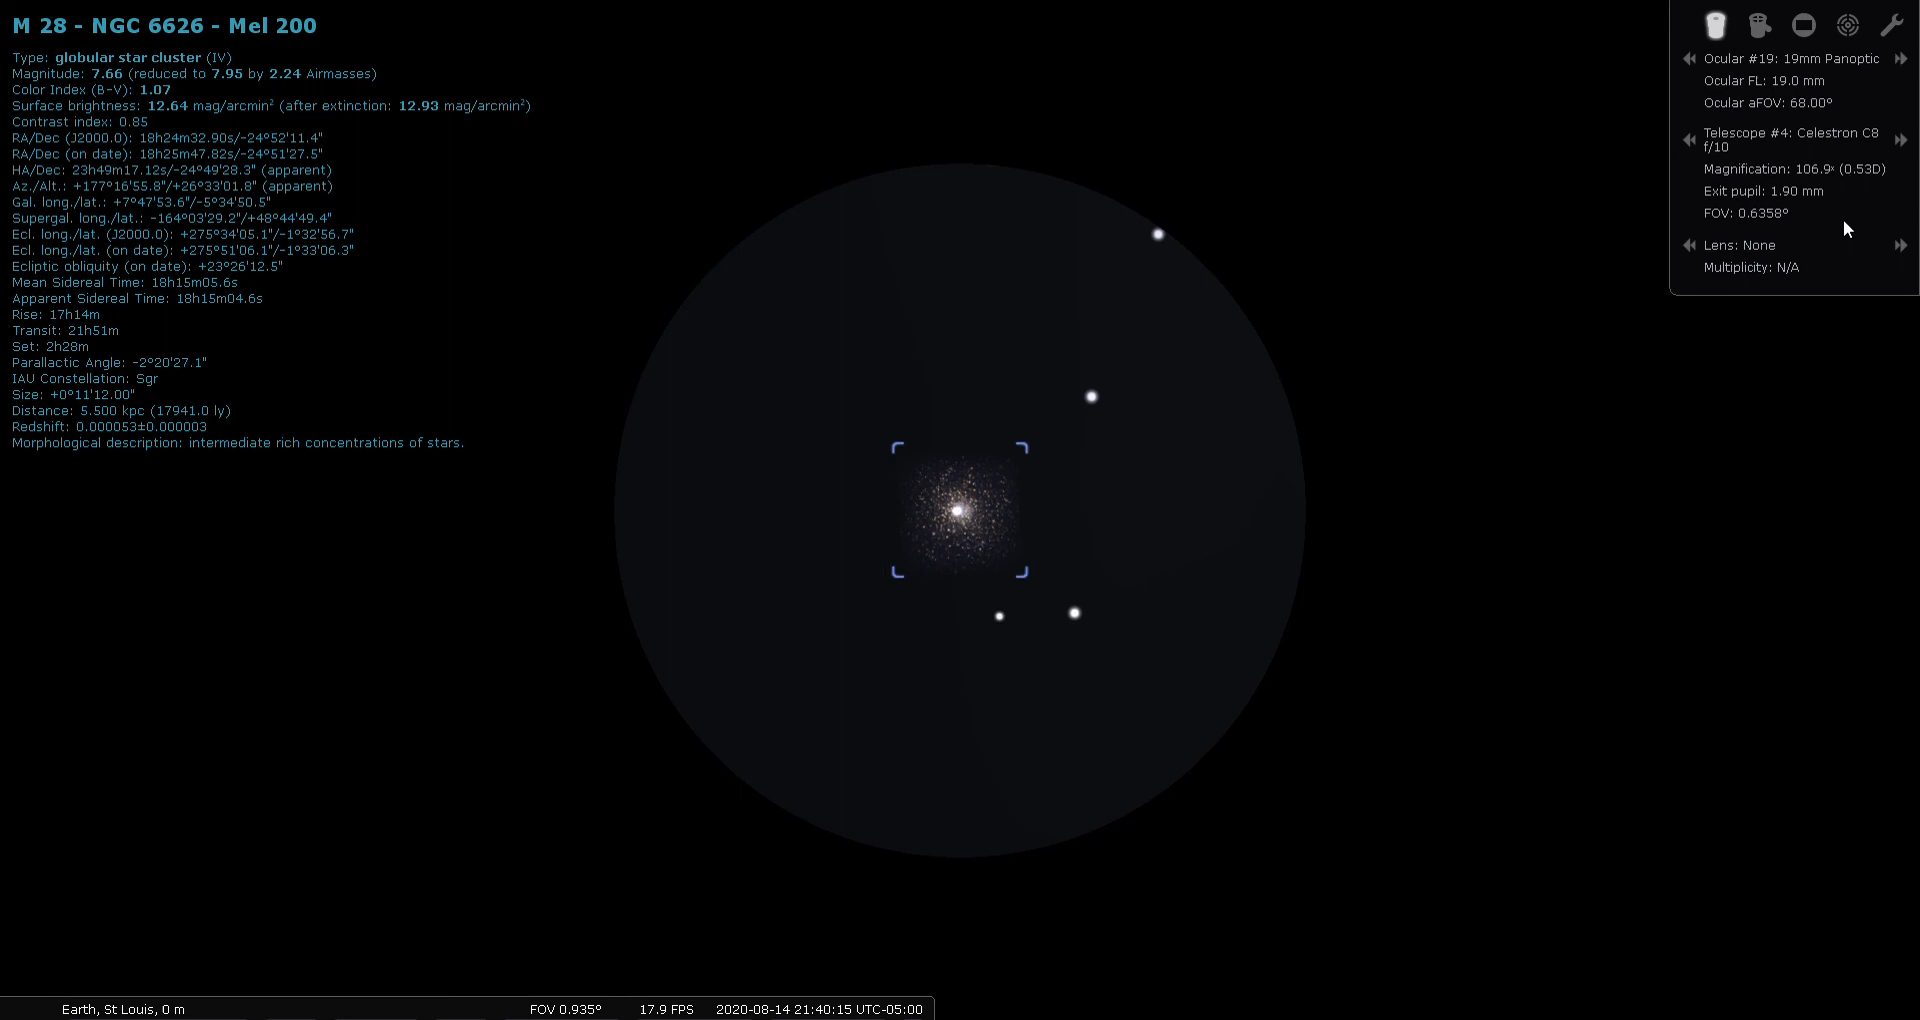 M 28 - NGC 6626 - Mel 200
Type: globular star cluster (IV)
Magnitude: 7.66 (reduced to 7.95 by 2.24 Airmasses)
Color Index (B-V): 1.07
Surface brightness: 12.64 mag/arcmin² (after extinction: 12.93 mag/arcmin²)
Contrast index: 0.85
RA/Dec (J2000.0): 18h24m32.90s/-24°52'11.4"
RA/Dec (on date): 18h25m47.82s/-24°51'27.5"
HA/Dec: 23h49m17.12s/-24°49'28.3" (apparent)
Az./Alt.: +177°16'55.8"/+26°33'01.8" (apparent)
Gal. long./lat.: +7°47'53.6"/-5°34'50.5"
Supergal. long./lat.: -164°03'29.2"/+48°44'49.4"
Ecl. long./lat. (J2000.0): +275°34'05.1"/-1°32'56.7"
Ecl. long./lat. (on date): +275°51'06.1"/-1°33'06.3"
Ecliptic obliquity (on date): +23°26'12.5"
Mean Sidereal Time: 18h15m05.6s
Apparent Sidereal Time: 18h15m04.6s
Rise: 17h14m
Transit: 21h51m
Set: 2h28m
Parallactic Angle: -2°20'27.1"
IAU Constellation: Sgr
Size: +0°11'12.00"
Distance: 5.500 kpc (17941.0 ly)
Redshift: 0.000053±0.000003
Morphological description: intermediate rich concentrations of stars.
Ocular #19: 19mm Panoptic
Ocular FL: 19.0 mm
Ocular aFOV: 68.00°
Telescope #4: Celestron C8
f/10
Magnification: 106.9ˣ (0.53D)
Exit pupil: 1.90 mm
FOV: 0.6358°
Lens: None
Multiplicity: N/A
Earth, St Louis, 0 m
FOV 0.935°
17.9 FPS
2020-08-14 21:40:15 UTC-05:00